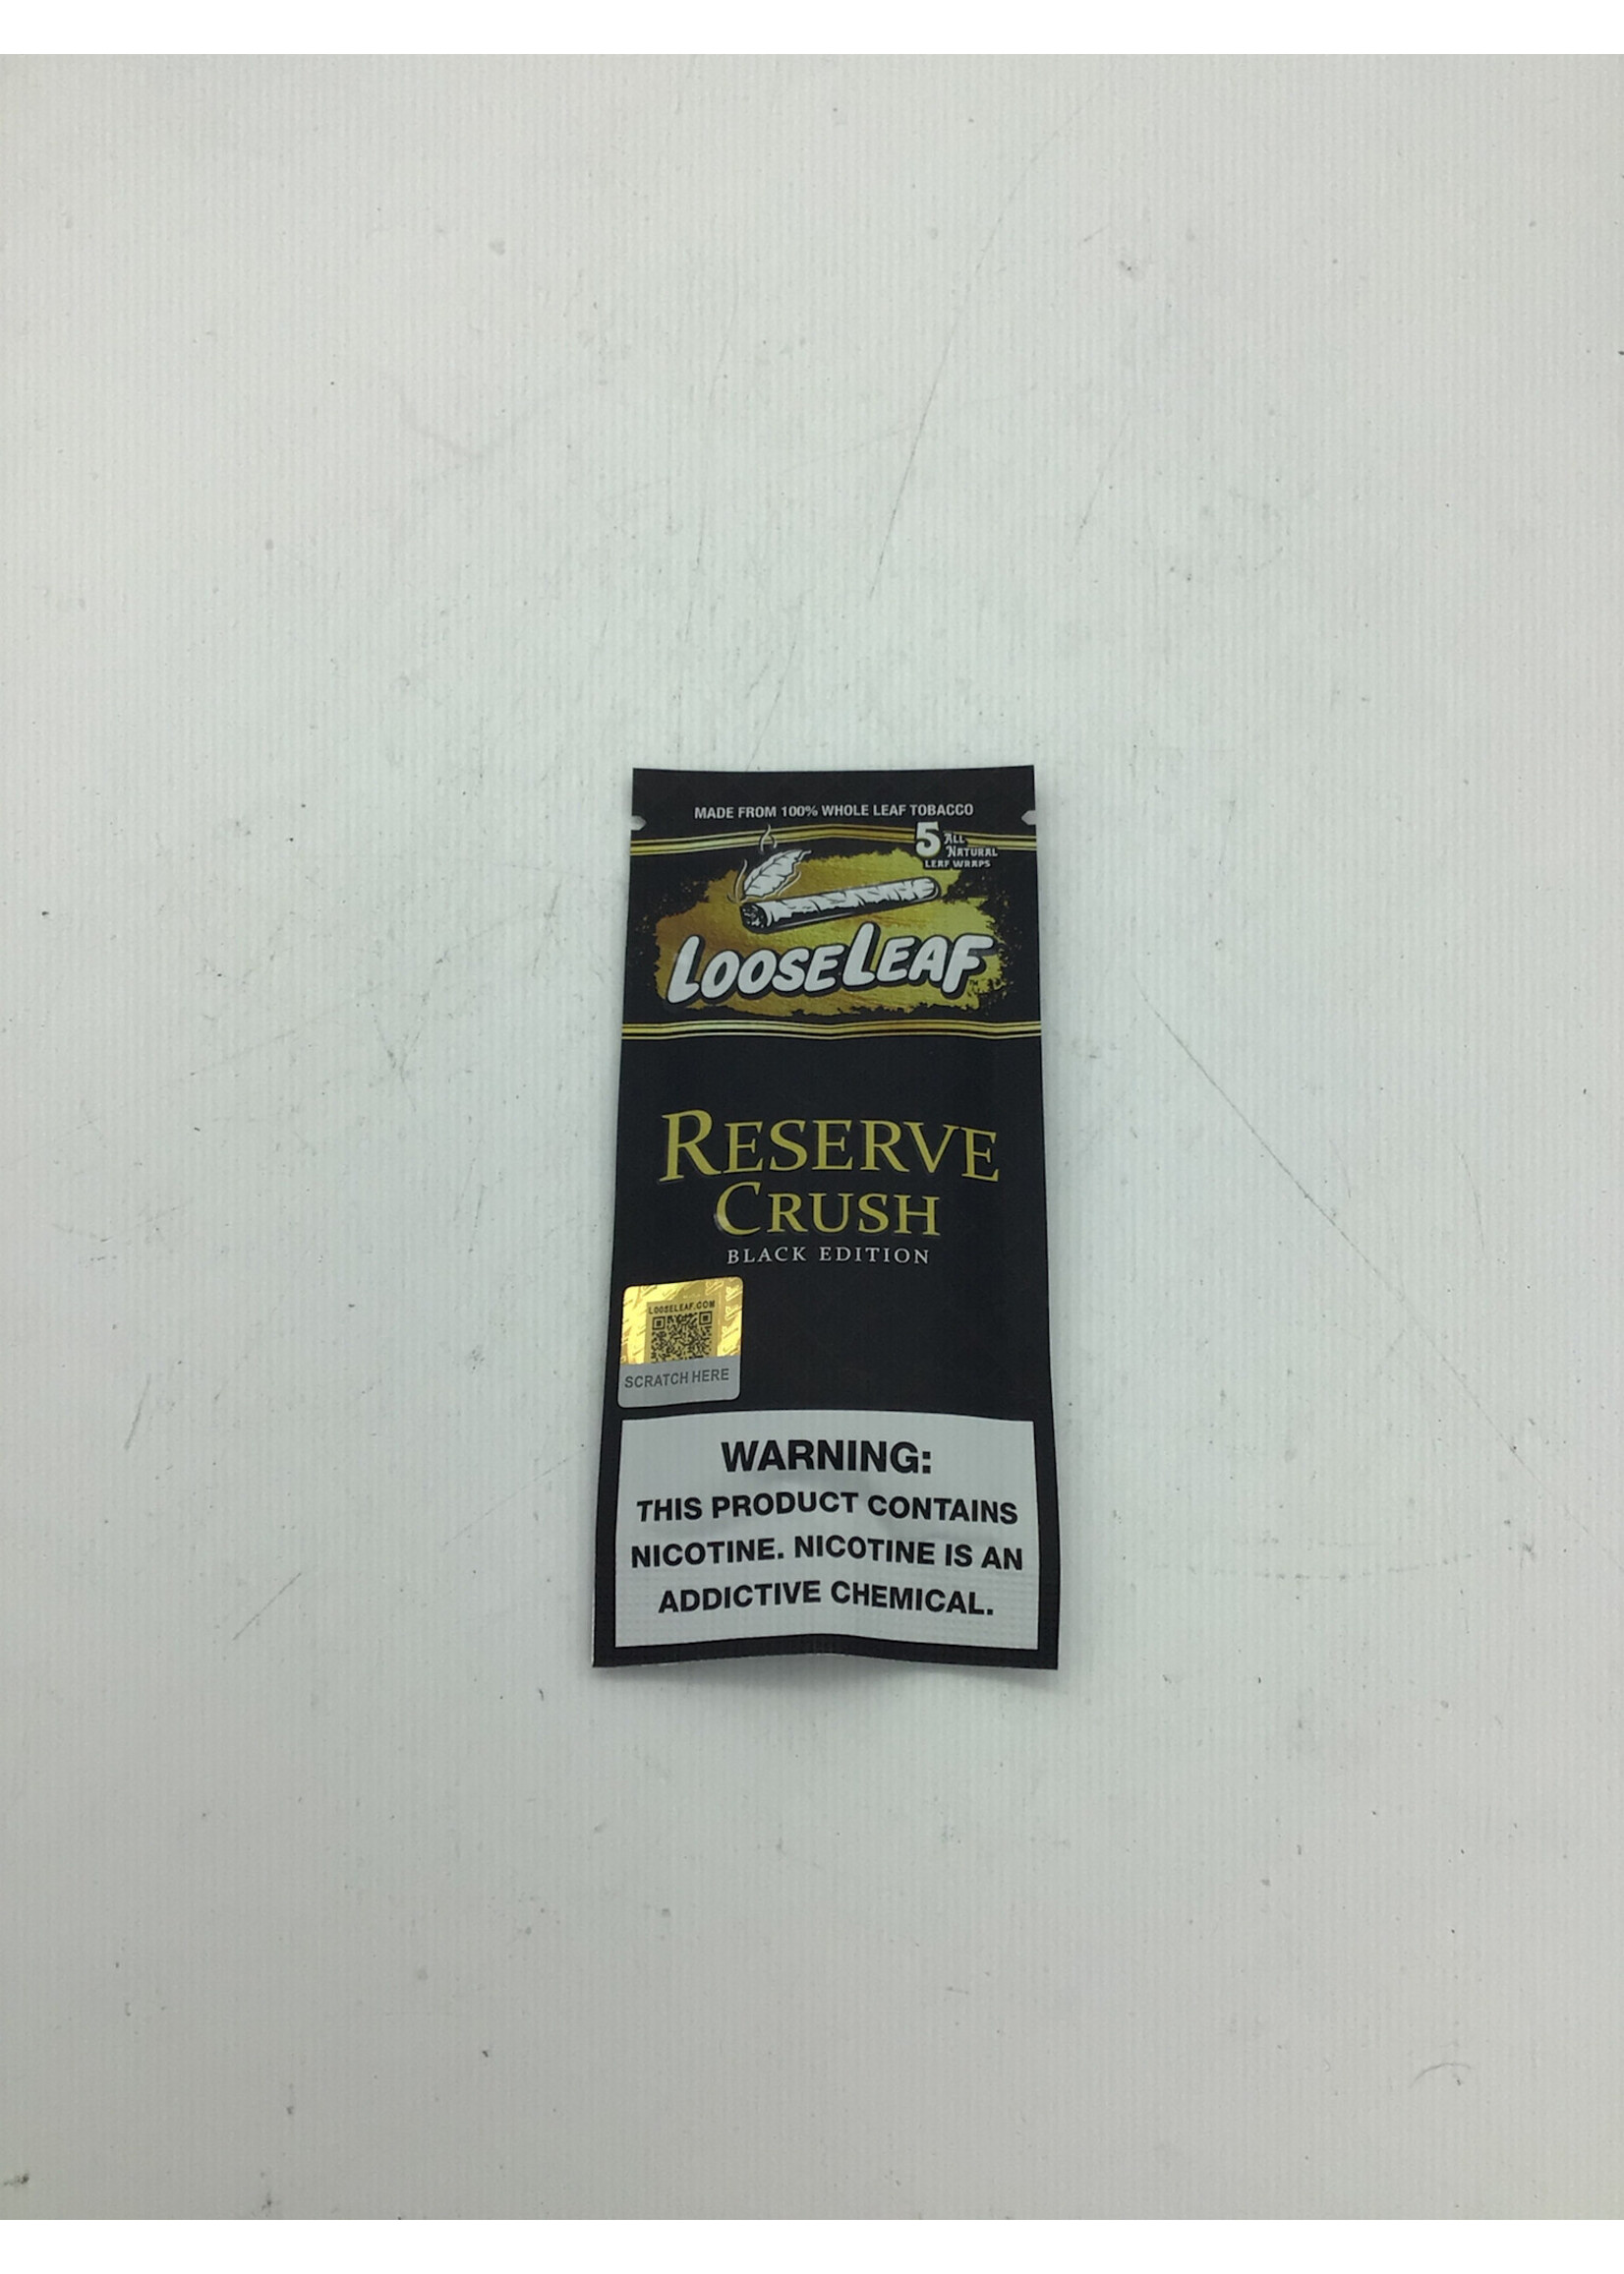 MADE FROM 100% WHOLE LEAF TOBACCO
5 ALL
NATURAL
LEAF WRAPS
LOOSELEAF
RESERVE
CRUSH
BLACK EDITION
LOOSELEAF.COM
SCRATCH HERE
WARNING:
THIS PRODUCT CONTAINS
NICOTINE. NICOTINE IS AN
ADDICTIVE CHEMICAL.